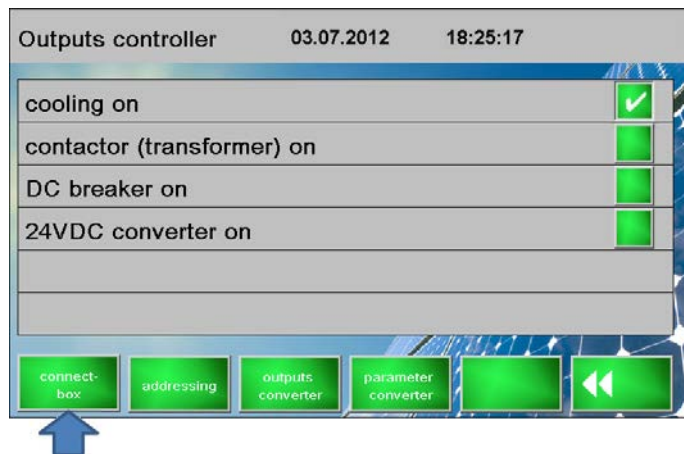 Outputs controller 03.07.2012 18:25:17
cooling on
contactor (transformer) on
DC breaker on
24VDC converter on
connect-
box
addressing
outputs
converter
parameter
converter